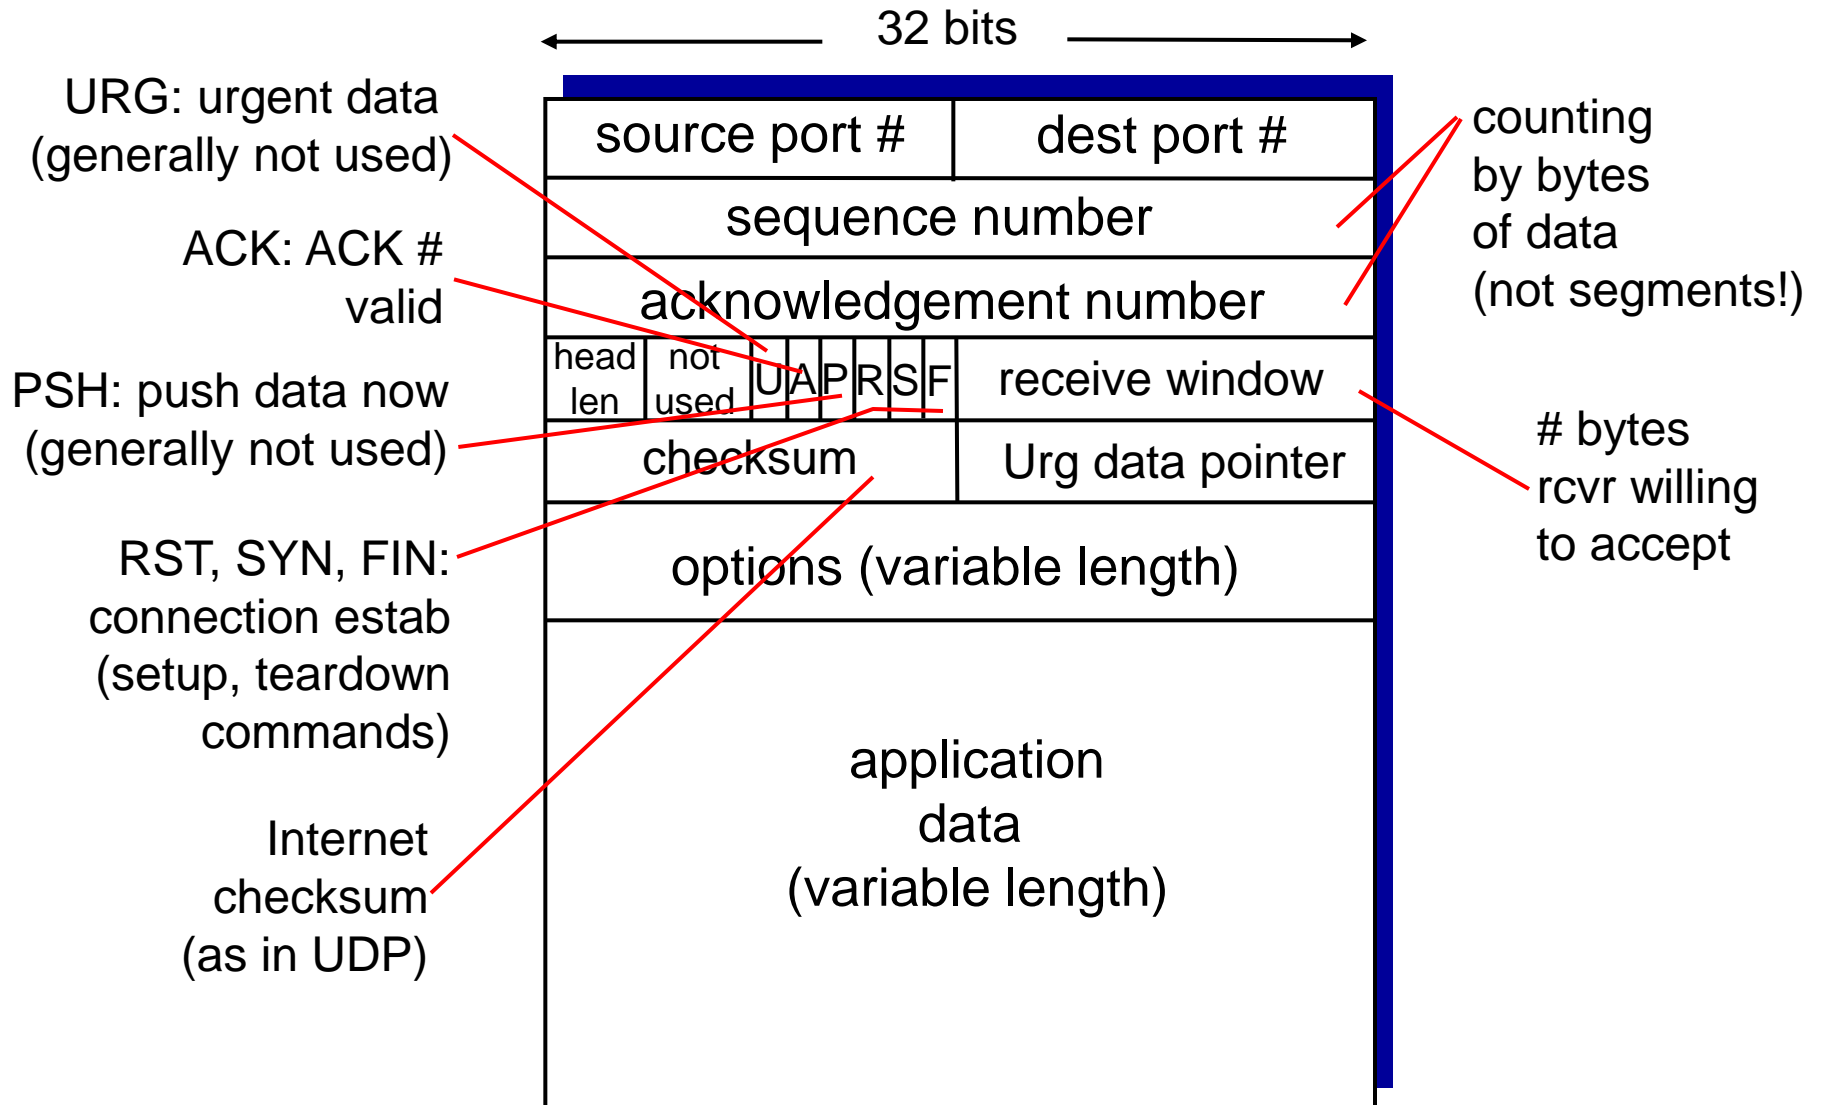 32 bits
URG: urgent data
(generally not used)
ACK: ACK #
valid
PSH: push data now
(generally not used)
RST, SYN, FIN:
connection estab
(setup, teardown
commands)
Internet
checksum
(as in UDP)
source port #
dest port #
sequence number
acknowledgement number
head
len
not
used
U
A
P
R
S
F
receive window
checksum
Urg data pointer
options (variable length)
application
data
(variable length)
counting
by bytes
of data
(not segments!)
# bytes
rcvr willing
to accept